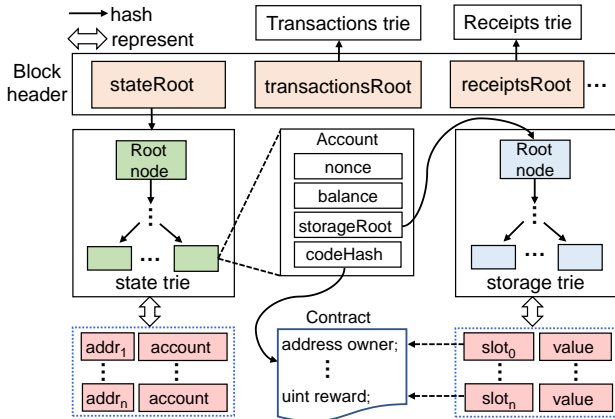 hash
represent
Transactions trie
Receipts trie
Block
header
stateRoot
transactionsRoot
receiptsRoot
...
Root
node
...
...
state trie
Account
nonce
balance
storageRoot
codeHash
Root
node
...
...
storage trie
addr₁ account
... ...
addrₙ account
Contract
address owner;
...
uint reward;
slot₀ value
... ...
slotₙ value